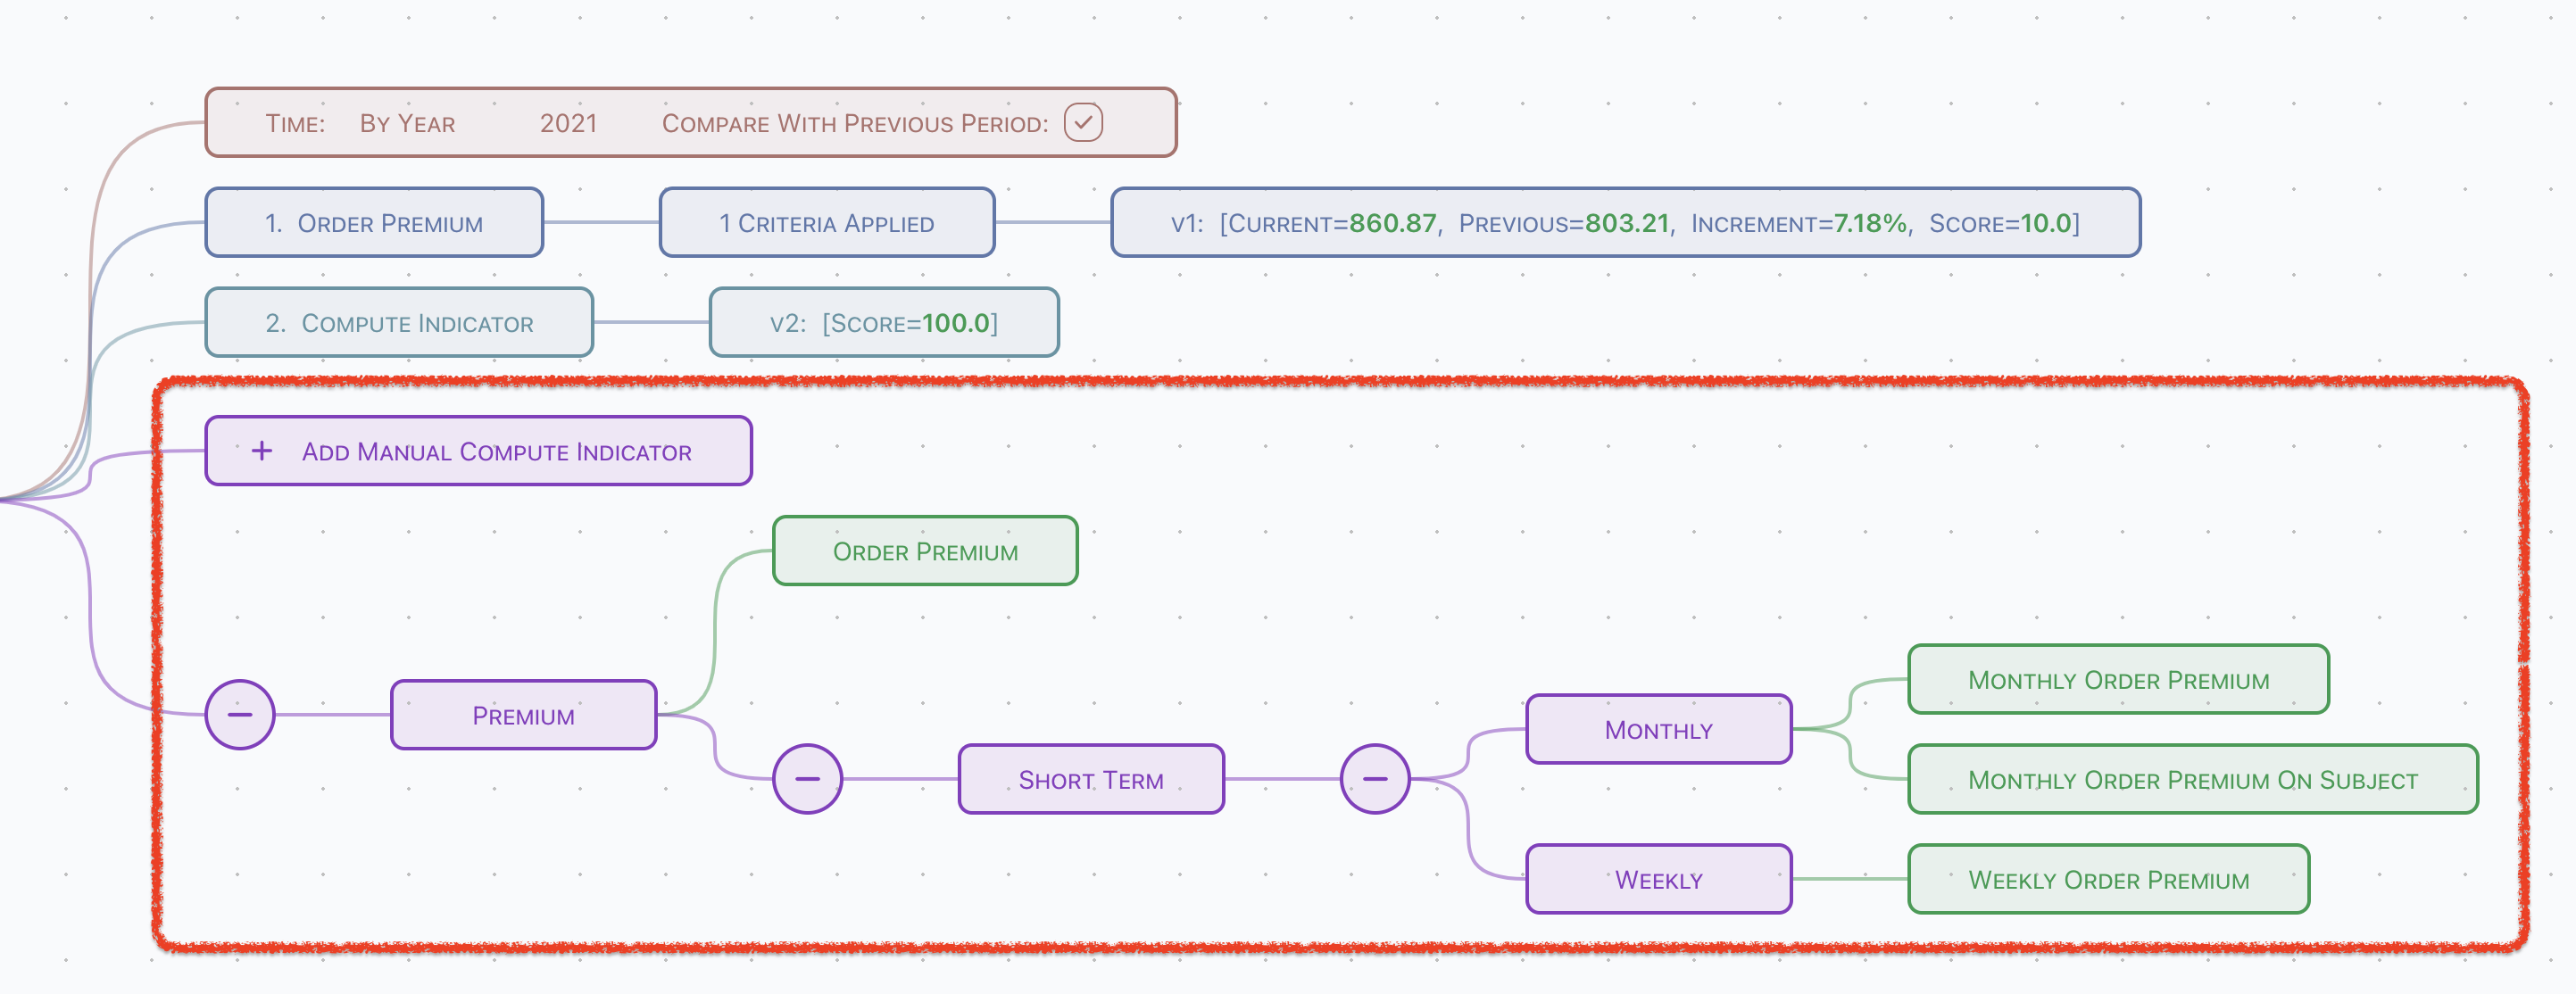 Time: By Year 2021 Compare With Previous Period:
1. Order Premium 1 Criteria Applied v1: [Current=860.87, Previous=803.21, Increment=7.18%, Score=10.0]
2. Compute Indicator v2: [Score=100.0]
+ Add Manual Compute Indicator
Order Premium
Premium
Short Term
Monthly
Monthly Order Premium
Monthly Order Premium On Subject
Weekly
Weekly Order Premium